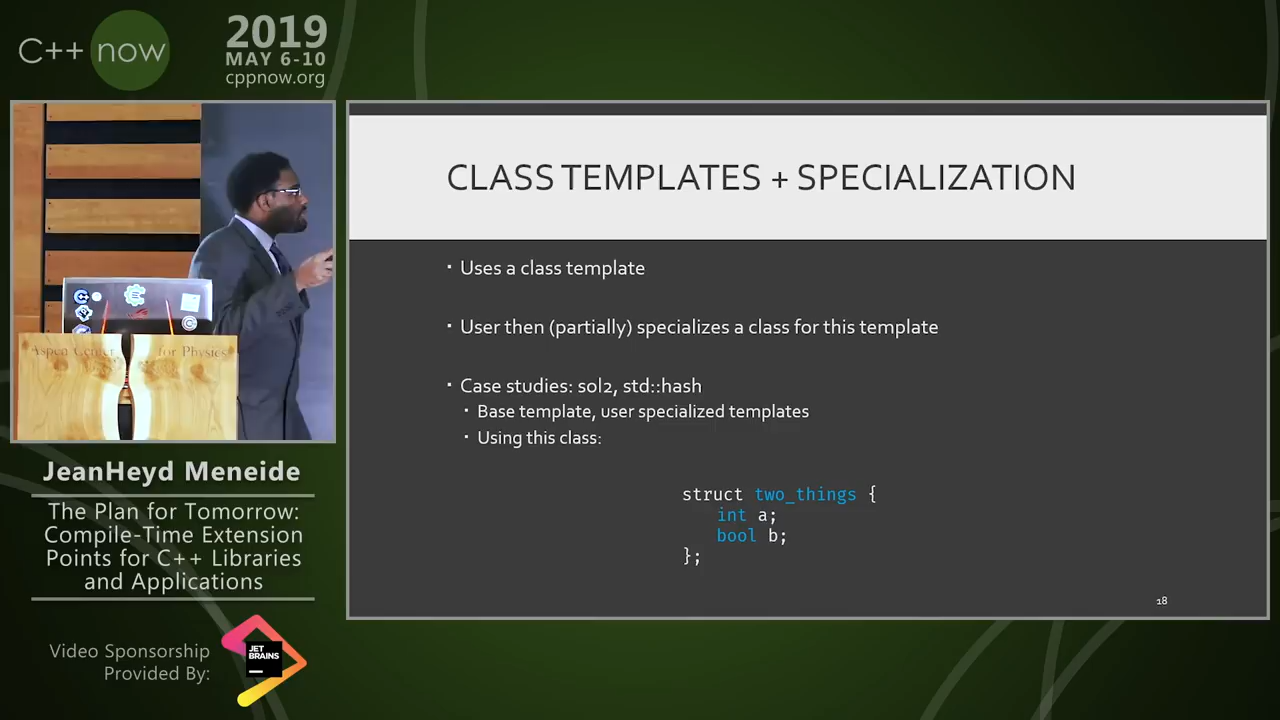 C++ now
2019
MAY 6-10
cppnow.org
CLASS TEMPLATES + SPECIALIZATION
▪ Uses a class template
▪ User then (partially) specializes a class for this template
▪ Case studies: sol2, std::hash
▪ Base template, user specialized templates
▪ Using this class:
struct two_things {
int a;
bool b;
};
18
Aspen Center for Physics
JeanHeyd Meneide
The Plan for Tomorrow:
Compile-Time Extension
Points for C++ Libraries
and Applications
Video Sponsorship
Provided By:
JET
BRAINS